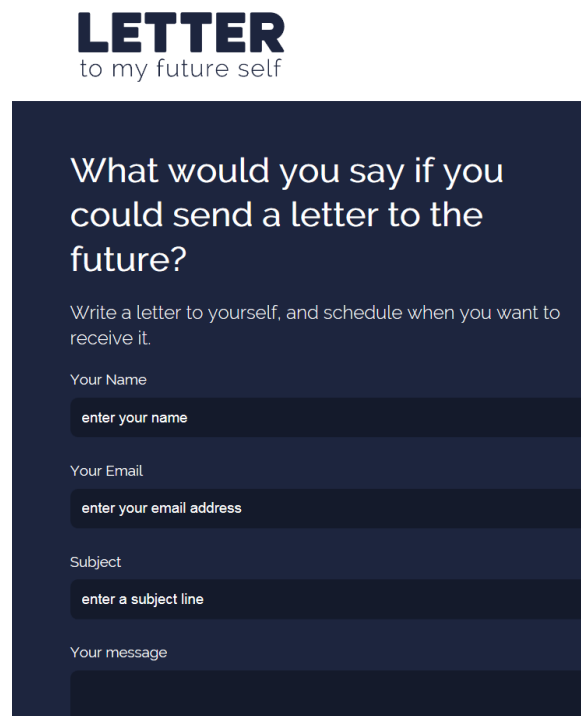 LETTER
to my future self
What would you say if you
could send a letter to the
future?
Write a letter to yourself, and schedule when you want to
receive it.
Your Name
enter your name
Your Email
enter your email address
Subject
enter a subject line
Your message